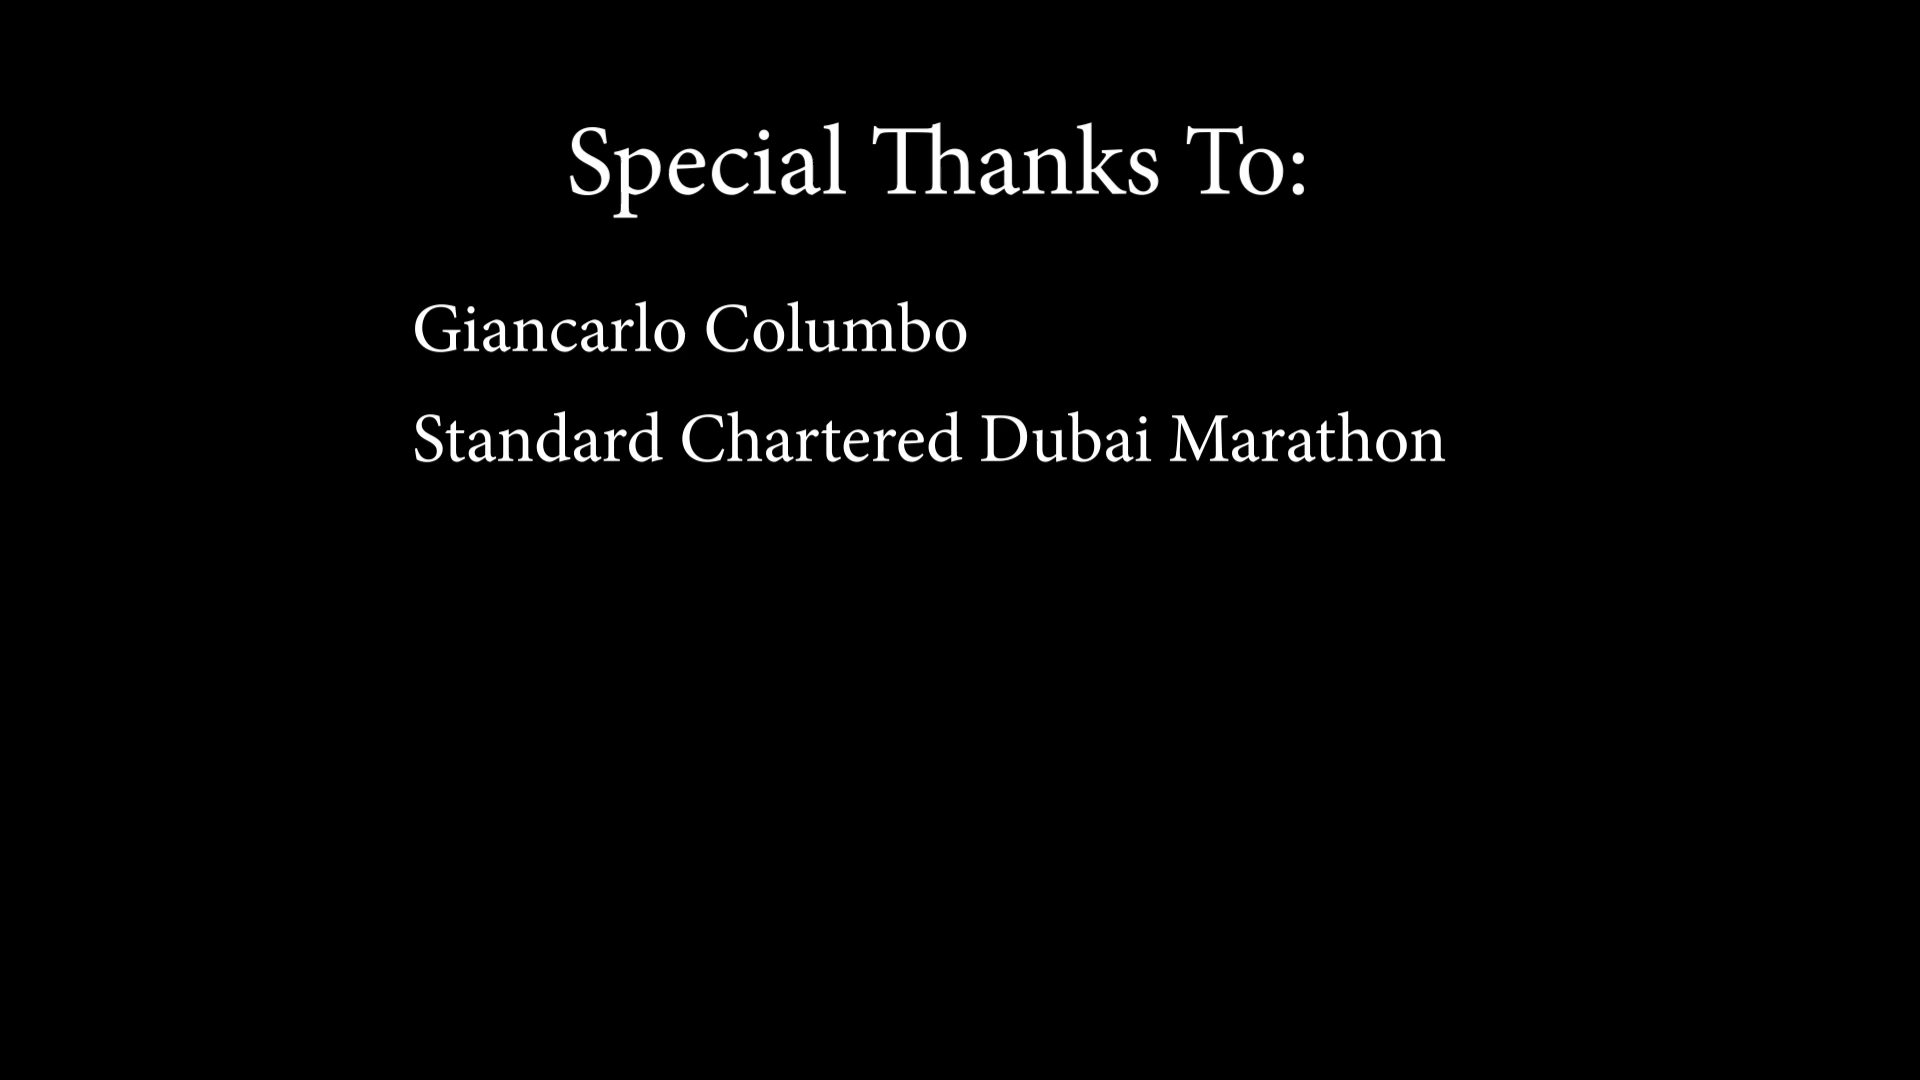 Special Thanks To:
Giancarlo Columbo
Standard Chartered Dubai Marathon